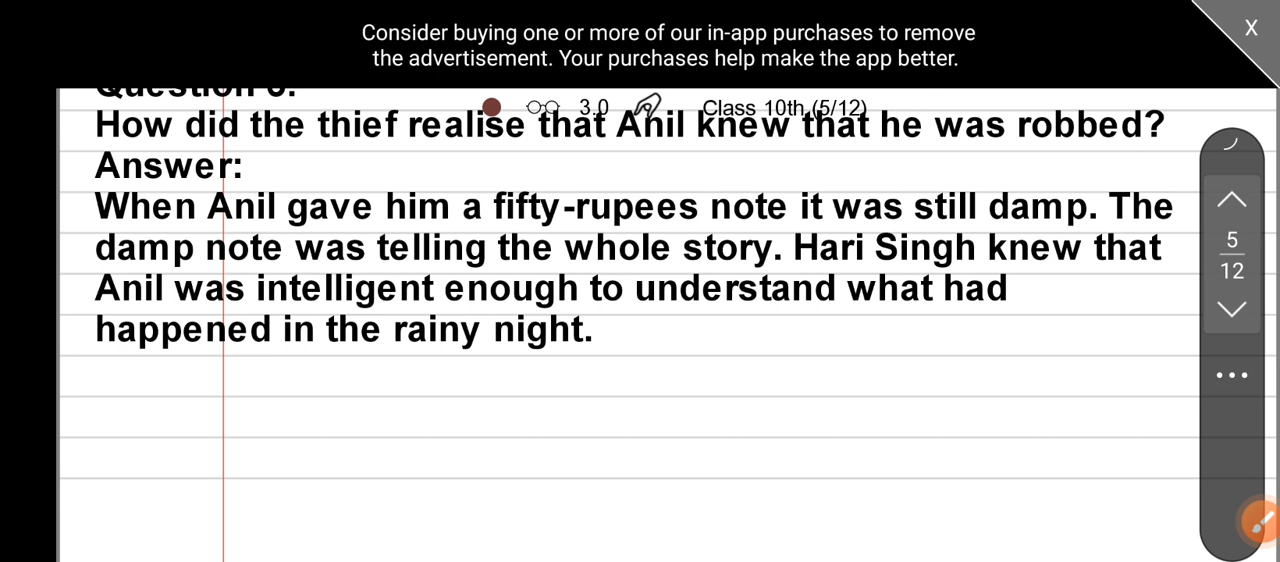 Consider buying one or more of our in-app purchases to remove
the advertisement. Your purchases help make the app better.
X
3.0
Class 10th (5/12)
How did the thief realise that Anil knew that he was robbed?
Answer:
When Anil gave him a fifty-rupees note it was still damp. The
damp note was telling the whole story. Hari Singh knew that
Anil was intelligent enough to understand what had
happened in the rainy night.
5
12